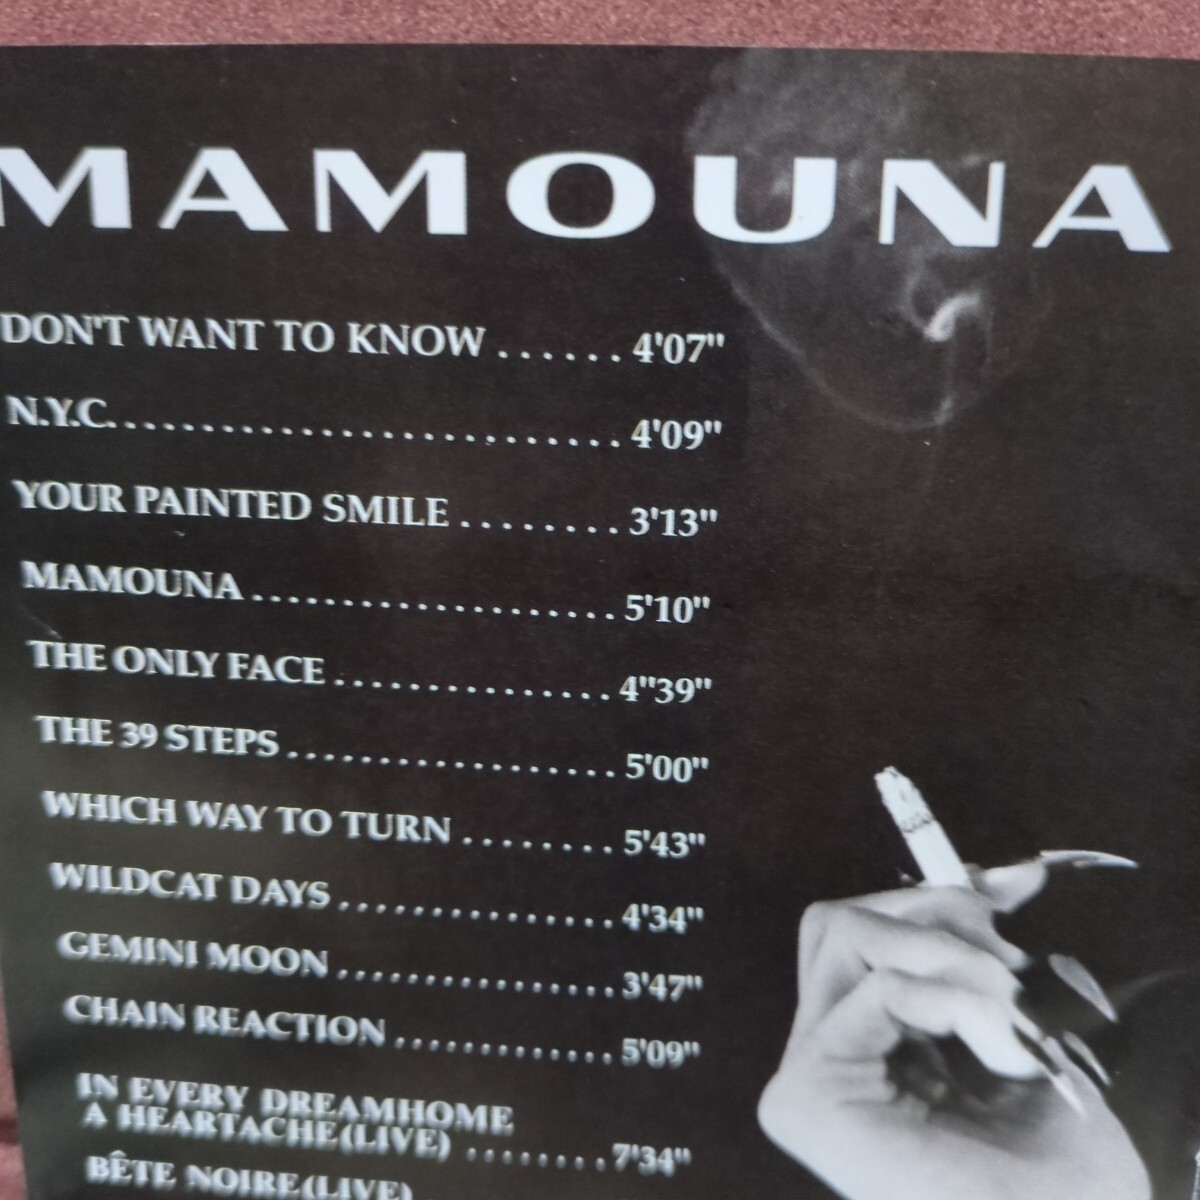 MAMOUNA
DON'T WANT TO KNOW ...... 4'07"
N.Y.C. ............................ 4'09"
YOUR PAINTED SMILE ........ 3'13"
MAMOUNA .................... 5'10"
THE ONLY FACE ............... 4"39"
THE 39 STEPS .................. 5'00"
WHICH WAY TO TURN ........ 5'43"
WILDCAT DAYS ............... 4'34"
GEMINI MOON ............... 3'47"
CHAIN REACTION ............. 5'09"
IN EVERY DREAMHOME
A HEARTACHE(LIVE) ........ 7'34"
BÊTE NOIRE(LIVE)